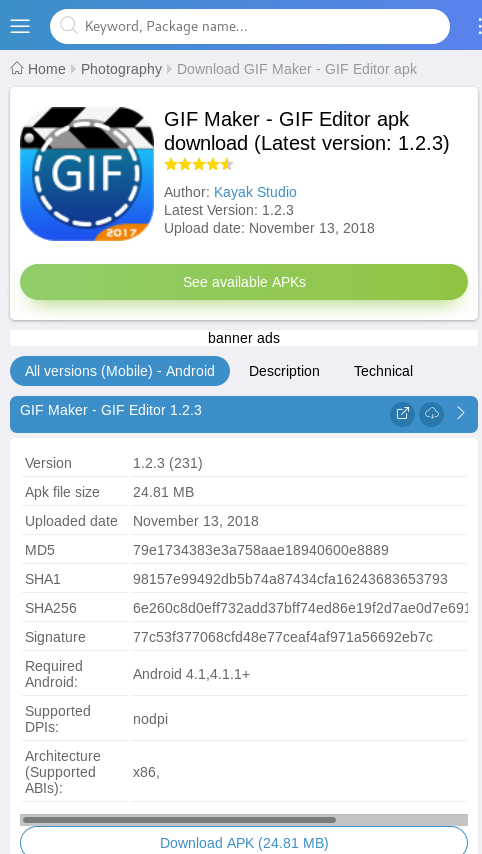 Keyword, Package name...
Home Photography Download GIF Maker - GIF Editor apk
GIF
2017
GIF Maker - GIF Editor apk
download (Latest version: 1.2.3)
Author: Kayak Studio
Latest Version: 1.2.3
Upload date: November 13, 2018
See available APKs
banner ads
All versions (Mobile) - Android Description Technical
GIF Maker - GIF Editor 1.2.3
Version 1.2.3 (231)
Apk file size 24.81 MB
Uploaded date November 13, 2018
MD5 79e1734383e3a758aae18940600e8889
SHA1 98157e99492db5b74a87434cfa16243683653793
SHA256 6e260c8d0eff732add37bff74ed86e19f2d7ae0d7e691
Signature 77c53f377068cfd48e77ceaf4af971a56692eb7c
Required
Android: Android 4.1,4.1.1+
Supported
DPIs: nodpi
Architecture
(Supported
ABIs): x86,
Download APK (24.81 MB)